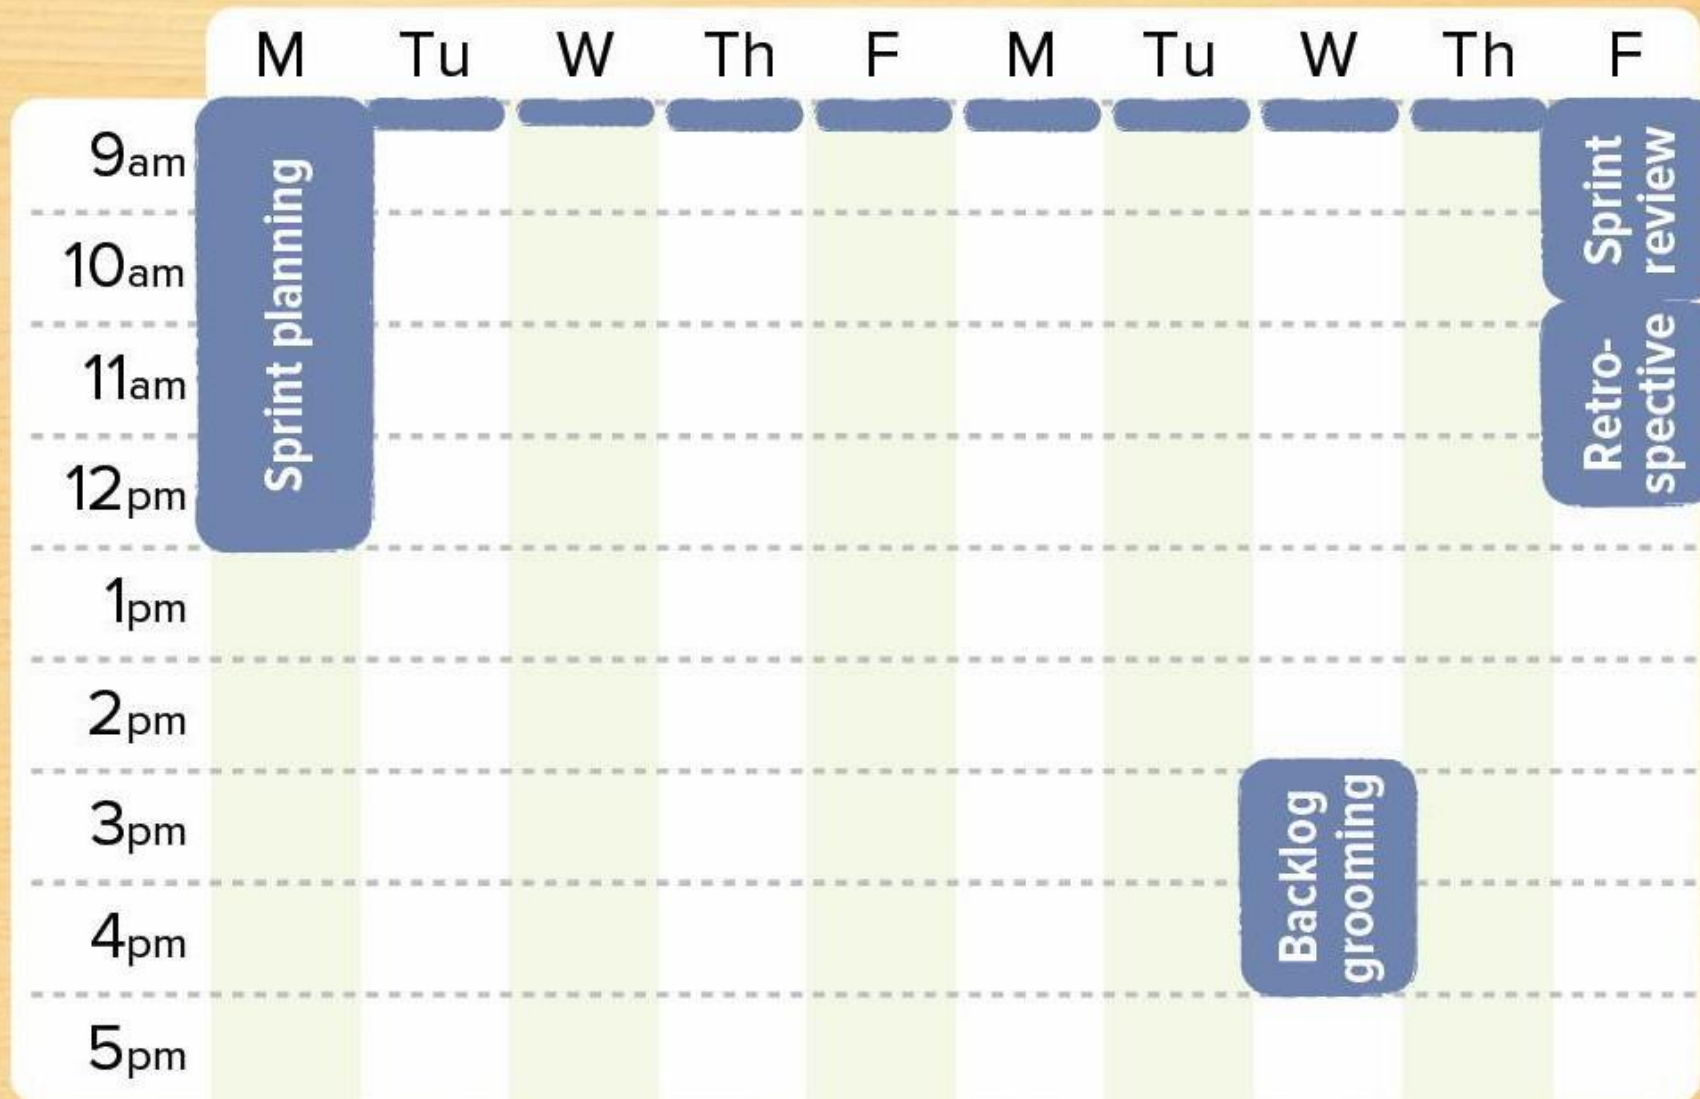 M Tu W Th F M Tu W Th F
9am
10am
11am
12pm
1pm
2pm
3pm
4pm
5pm
Sprint planning
Sprint
review
Retro-
spective
Backlog
grooming